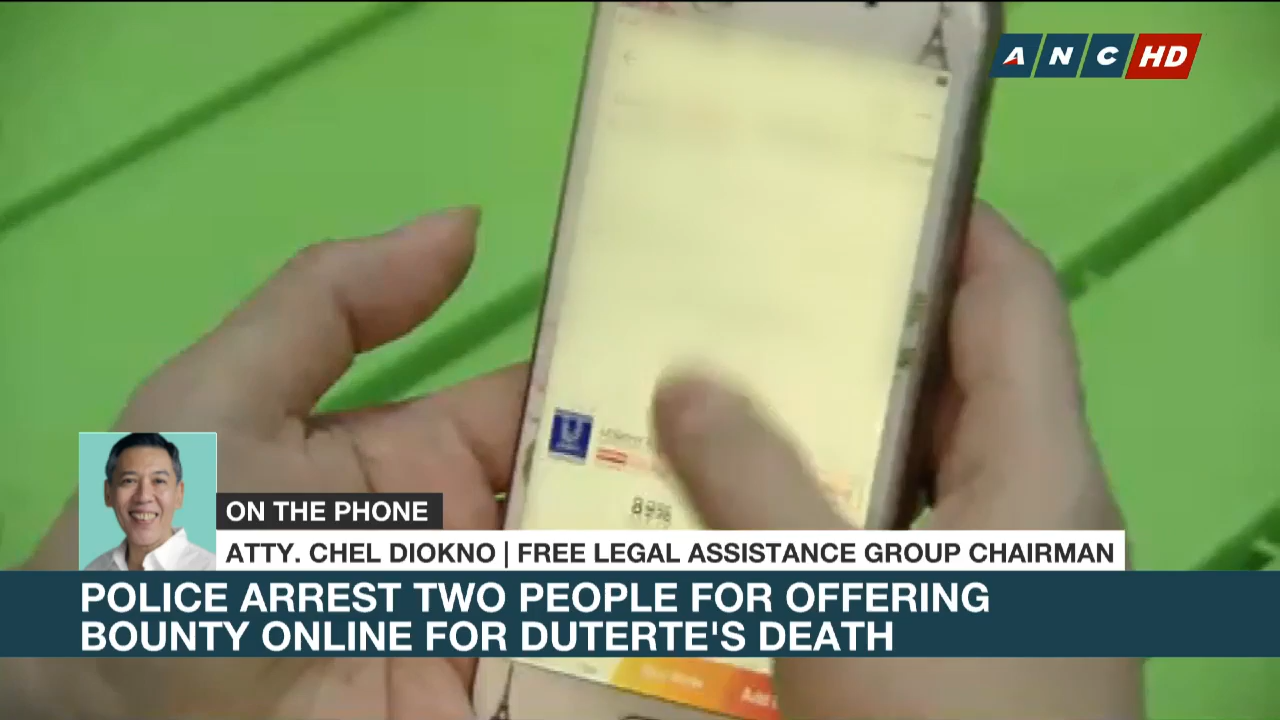 ANC HD
ON THE PHONE
ATTY. CHEL DIOKNO | FREE LEGAL ASSISTANCE GROUP CHAIRMAN
POLICE ARREST TWO PEOPLE FOR OFFERING
BOUNTY ONLINE FOR DUTERTE'S DEATH